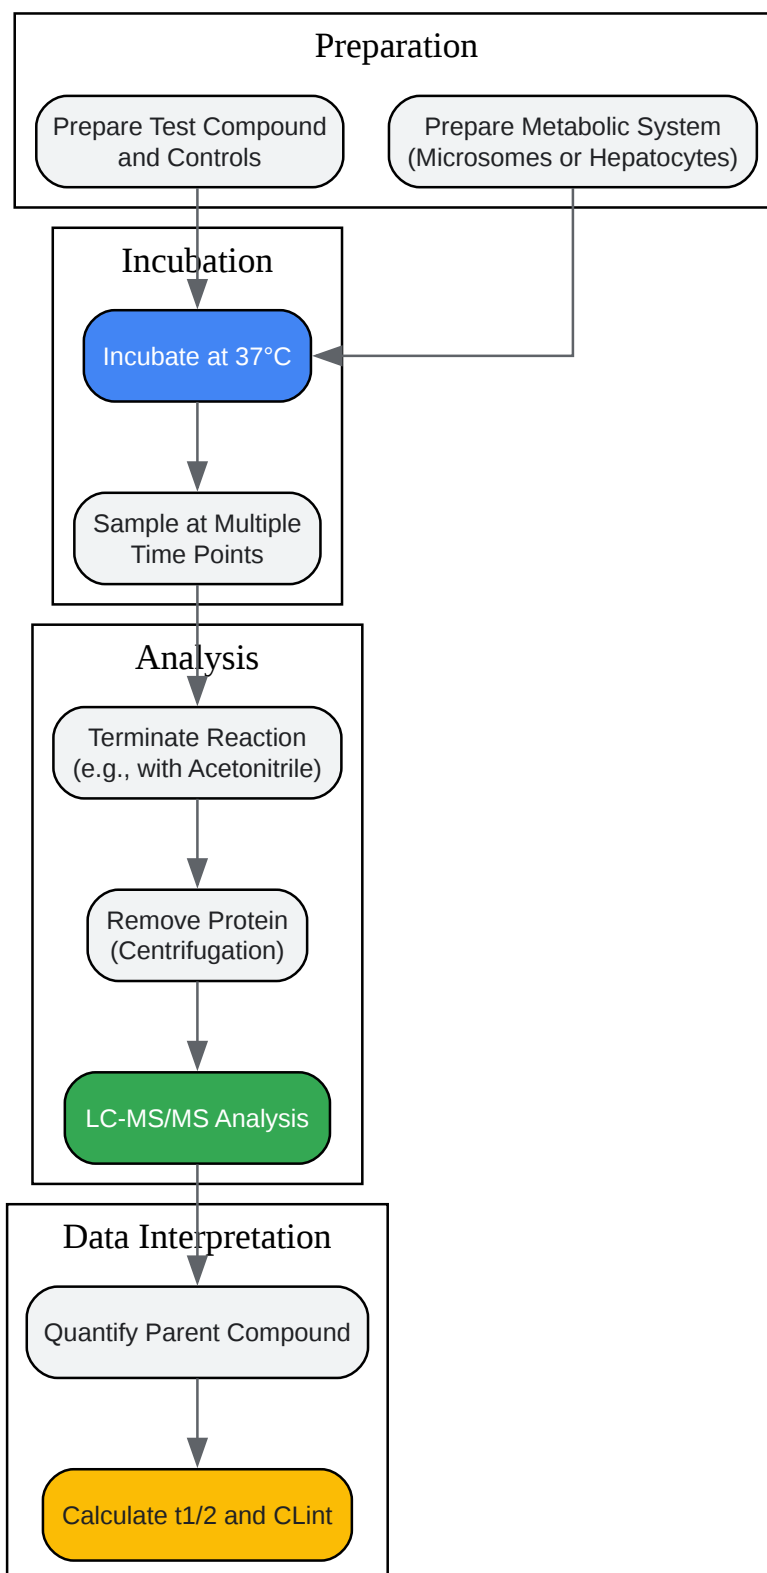 Preparation
Prepare Test Compound
and Controls
Prepare Metabolic System
(Microsomes or Hepatocytes)
Incubation
Incubate at 37°C
Sample at Multiple
Time Points
Analysis
Terminate Reaction
(e.g., with Acetonitrile)
Remove Protein
(Centrifugation)
LC-MS/MS Analysis
Data Interpretation
Quantify Parent Compound
Calculate t1/2 and CLint